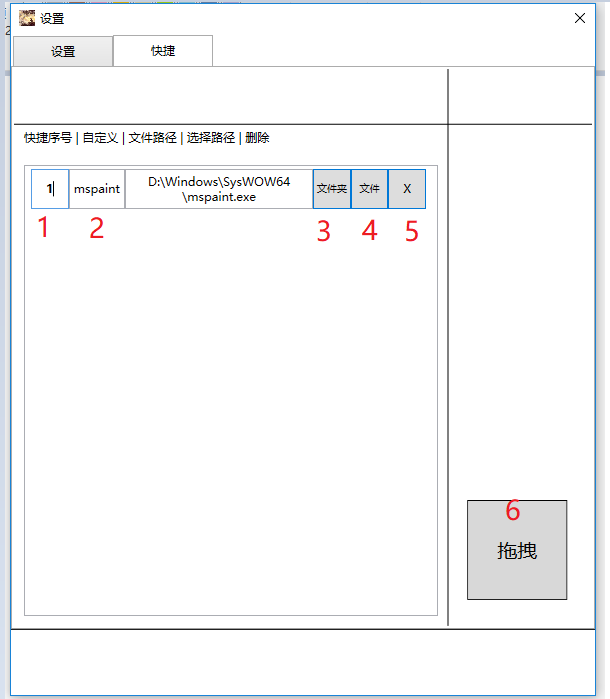 设置
设置
快捷
快捷序号 | 自定义 | 文件路径 | 选择路径 | 删除
1
mspaint
D:\Windows\SysWOW64
\mspaint.exe
文件夹
文件
X
1
2
3
4
5
6
拖拽